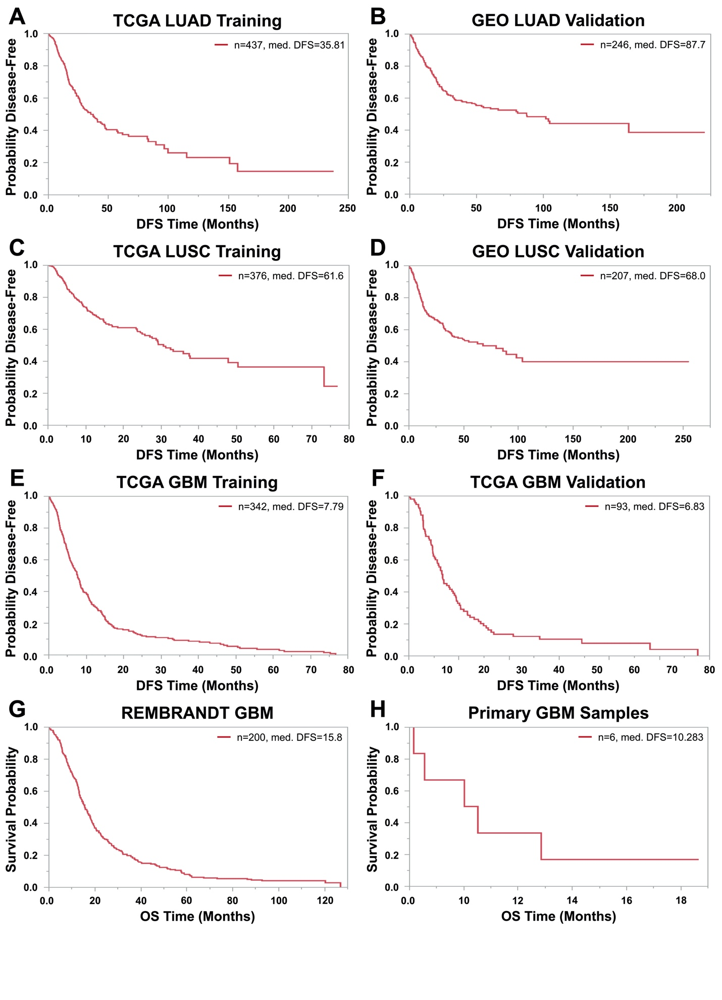 A
TCGA LUAD Training
n=437, med. DFS=35.81
Probability Disease-Free
1.0
0.8
0.6
0.4
0.2
0.0
0.0 50 100 150 200 250
DFS Time (Months)
B
GEO LUAD Validation
n=246, med. DFS=87.7
Probability Disease-Free
1.0
0.8
0.6
0.4
0.2
0.0
0.0 50 100 150 200
DFS Time (Months)
C
TCGA LUSC Training
n=376, med. DFS=61.6
Probability Disease-Free
1.0
0.8
0.6
0.4
0.2
0.0
0.0 10 20 30 40 50 60 70 80
DFS Time (Months)
D
GEO LUSC Validation
n=207, med. DFS=68.0
Probability Disease-Free
1.0
0.8
0.6
0.4
0.2
0.0
0.0 50 100 150 200 250
DFS Time (Months)
E
TCGA GBM Training
n=342, med. DFS=7.79
Probability Disease-Free
1.0
0.8
0.6
0.4
0.2
0.0
0.0 10 20 30 40 50 60 70 80
DFS Time (Months)
F
TCGA GBM Validation
n=93, med. DFS=6.83
Probability Disease-Free
1.0
0.8
0.6
0.4
0.2
0.0
0.0 10 20 30 40 50 60 70 80
DFS Time (Months)
G
REMBRANDT GBM
n=200, med. DFS=15.8
Survival Probability
1.0
0.8
0.6
0.4
0.2
0.0
0.0 20 40 60 80 100 120
OS Time (Months)
H
Primary GBM Samples
n=6, med. DFS=10.283
Survival Probability
1.0
0.8
0.6
0.4
0.2
0.0
0.0 10 12 14 16 18
OS Time (Months)